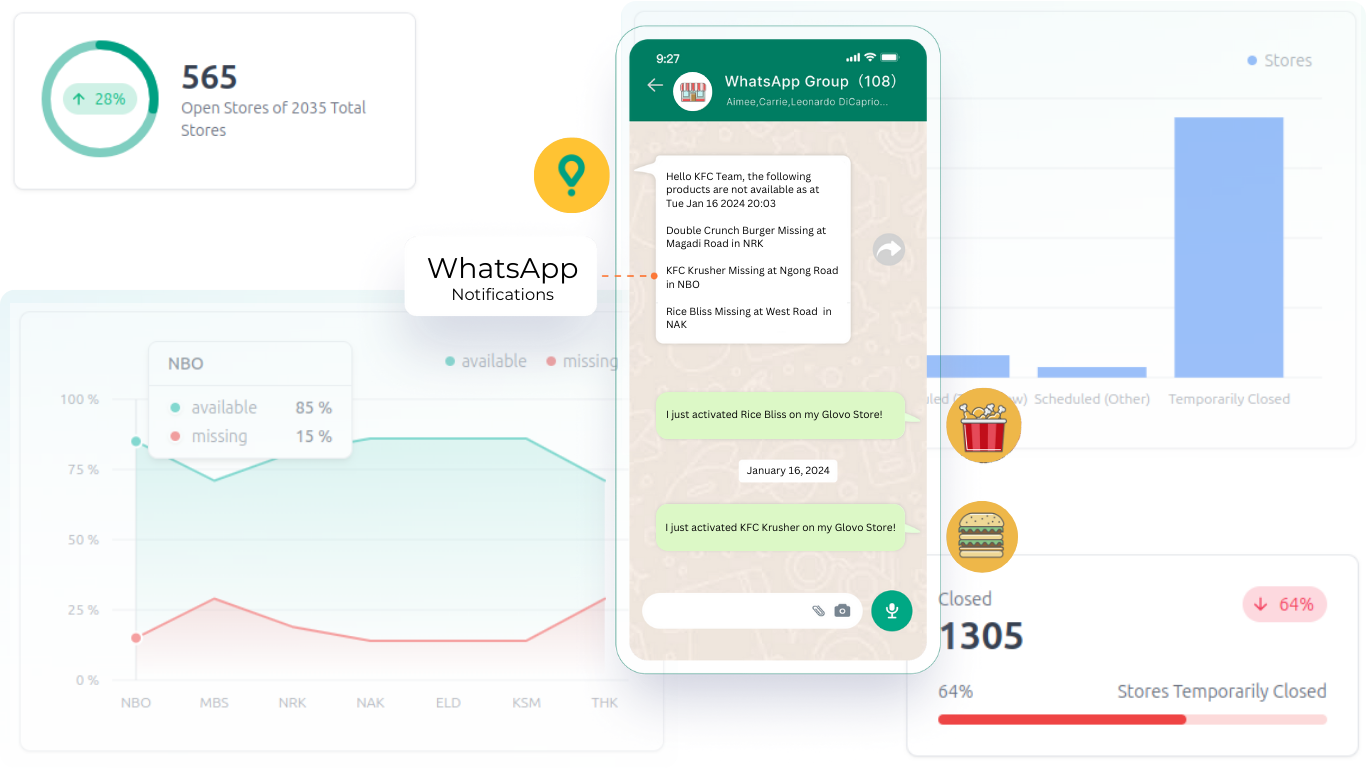 28%
565
Open Stores of 2035 Total
Stores
WhatsApp
Notifications
9:27
WhatsApp Group（108）
Aimee,Carrie,Leonardo DiCaprio...
Hello KFC Team, the following
products are not available as at
Tue Jan 16 2024 20:03
Double Crunch Burger Missing at
Magadi Road in NRK
KFC Krusher Missing at Ngong Road
in NBO
Rice Bliss Missing at West Road in
NAK
I just activated Rice Bliss on my Glovo Store!
January 16, 2024
I just activated KFC Krusher on my Glovo Store!
Stores
Scheduled (Other)
Temporarily Closed
available
missing
NBO
available 85 %
missing 15 %
100 %
75 %
50 %
25 %
0 %
NBO MBS NRK NAK ELD KSM THK
Closed
64%
1305
64% Stores Temporarily Closed